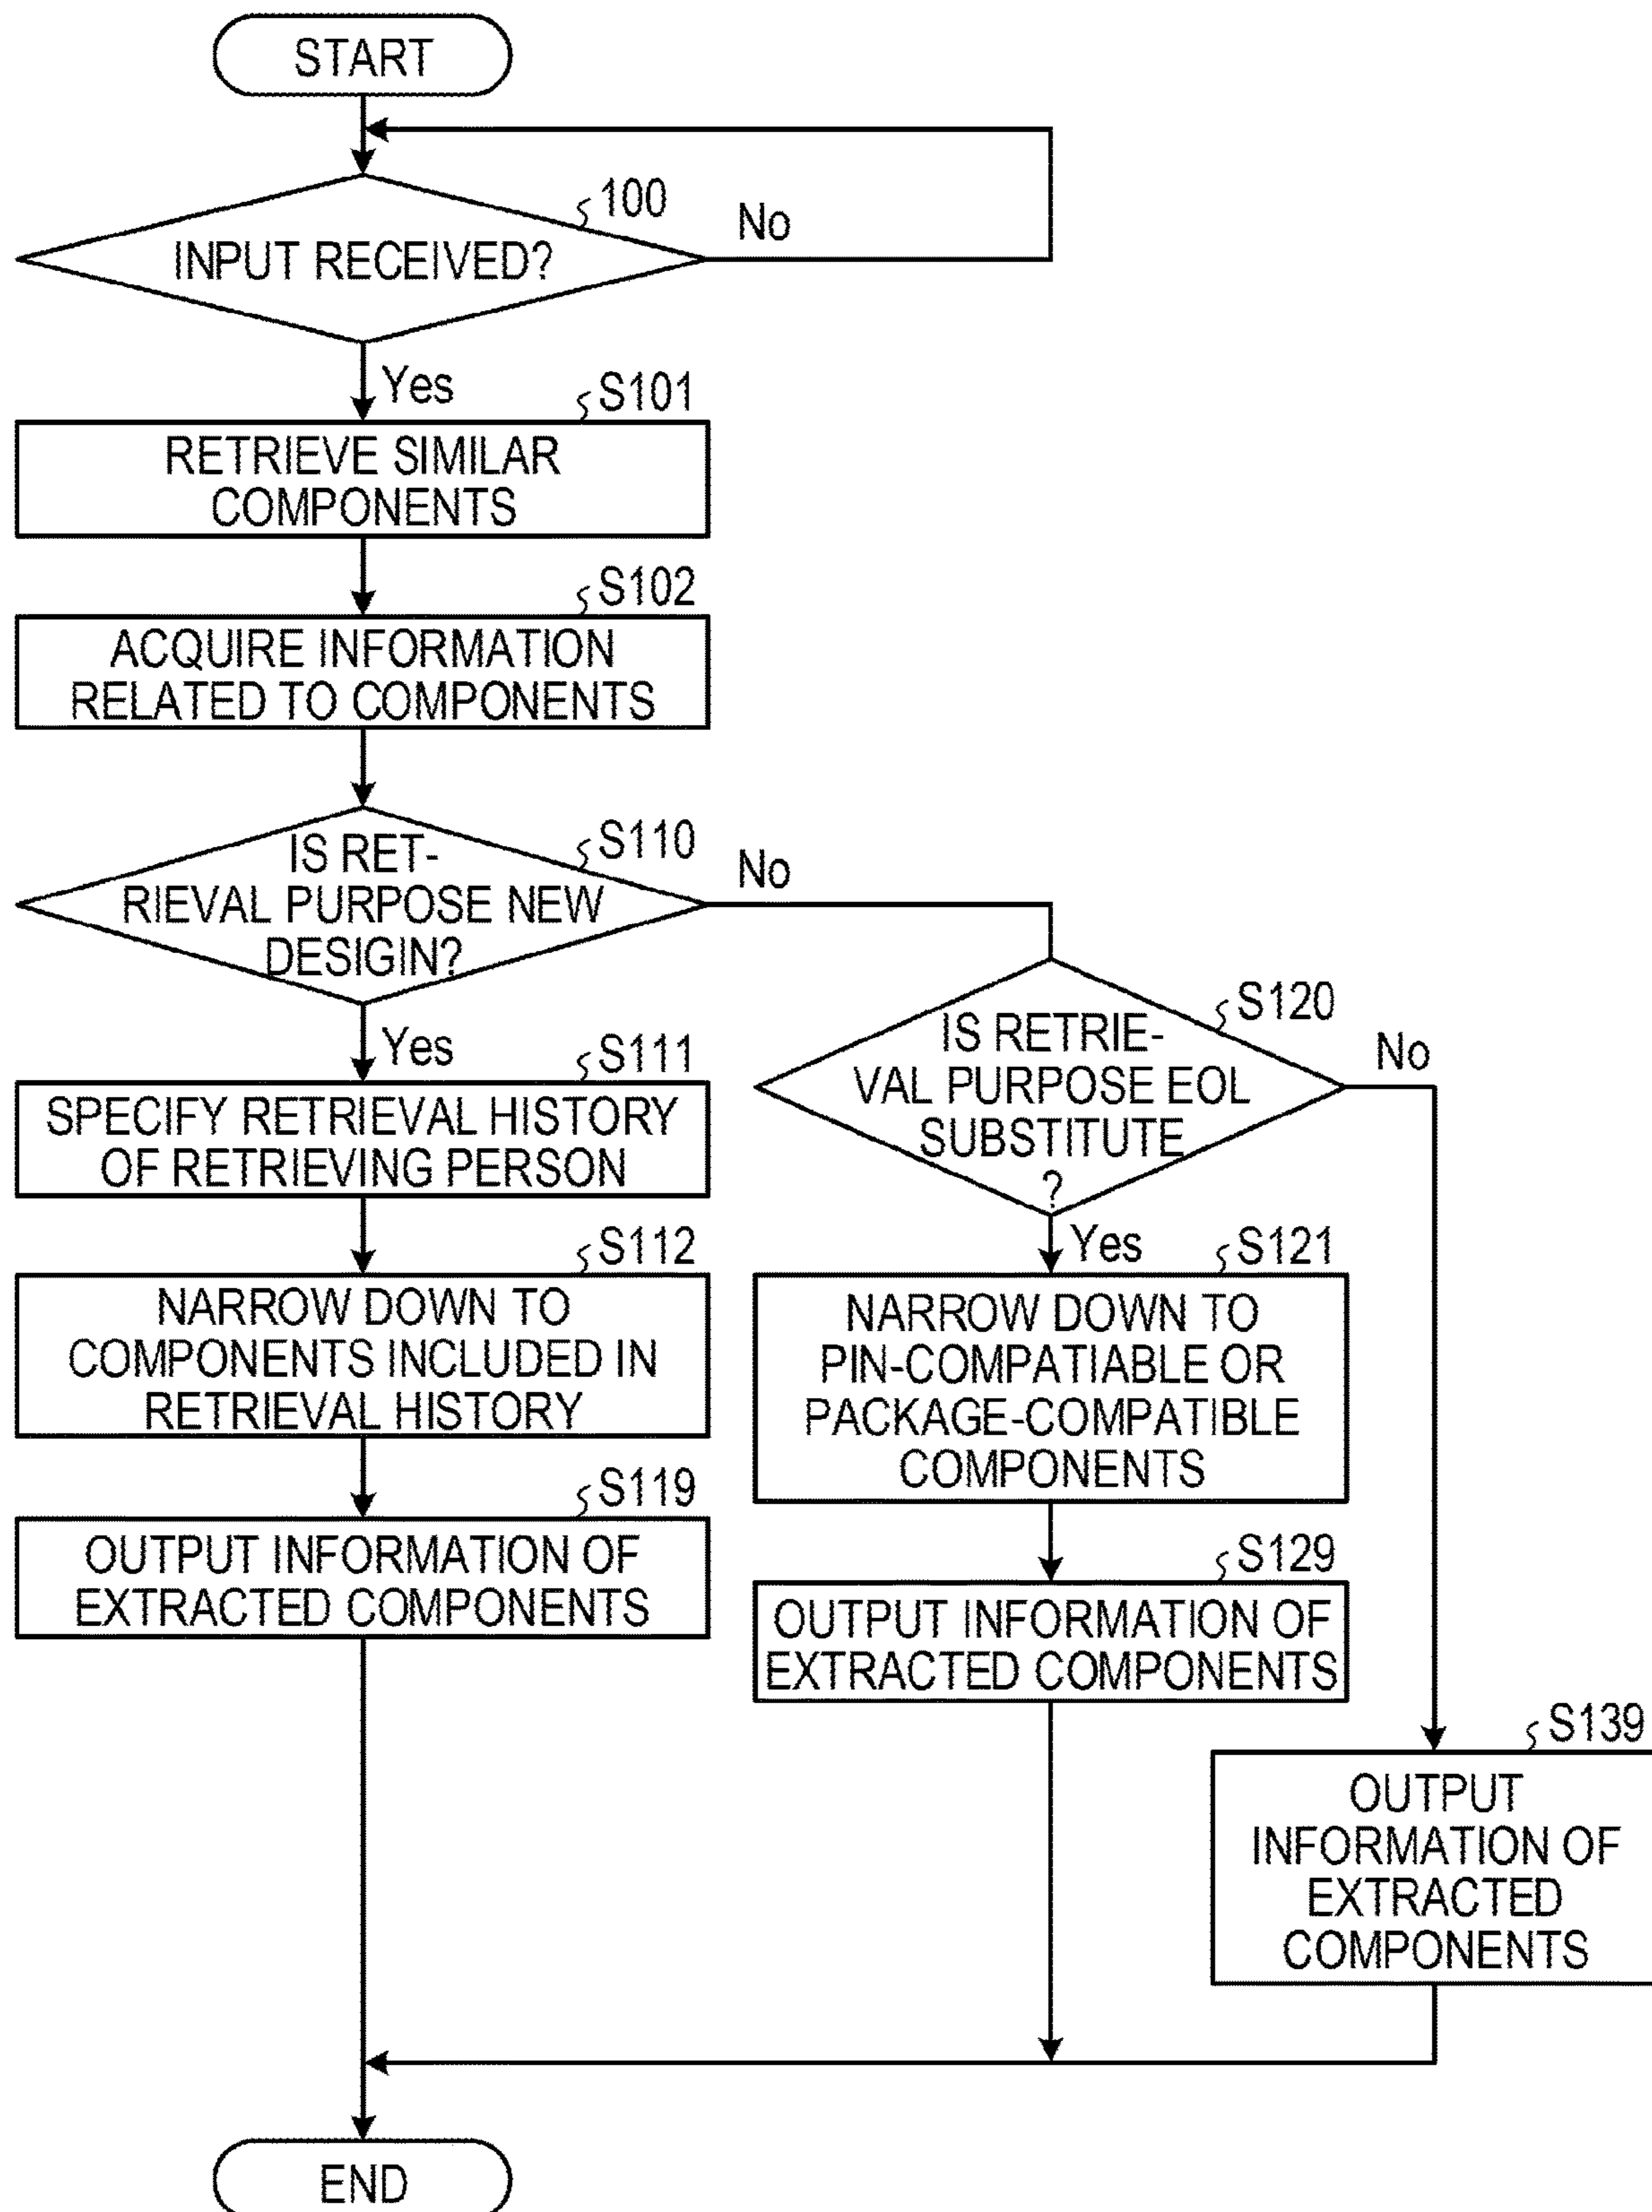 START
100
INPUT RECEIVED?
No
Yes
S101
RETRIEVE SIMILAR
COMPONENTS
S102
ACQUIRE INFORMATION
RELATED TO COMPONENTS
S110
IS RET-
RIEVAL PURPOSE NEW
DESIGIN?
No
Yes
S111
SPECIFY RETRIEVAL HISTORY
OF RETRIEVING PERSON
S112
NARROW DOWN TO
COMPONENTS INCLUDED IN
RETRIEVAL HISTORY
S119
OUTPUT INFORMATION OF
EXTRACTED COMPONENTS
S120
IS RETRIE-
VAL PURPOSE EOL
SUBSTITUTE
?
No
Yes
S121
NARROW DOWN TO
PIN-COMPATIABLE OR
PACKAGE-COMPATIBLE
COMPONENTS
S129
OUTPUT INFORMATION OF
EXTRACTED COMPONENTS
S139
OUTPUT
INFORMATION OF
EXTRACTED
COMPONENTS
END